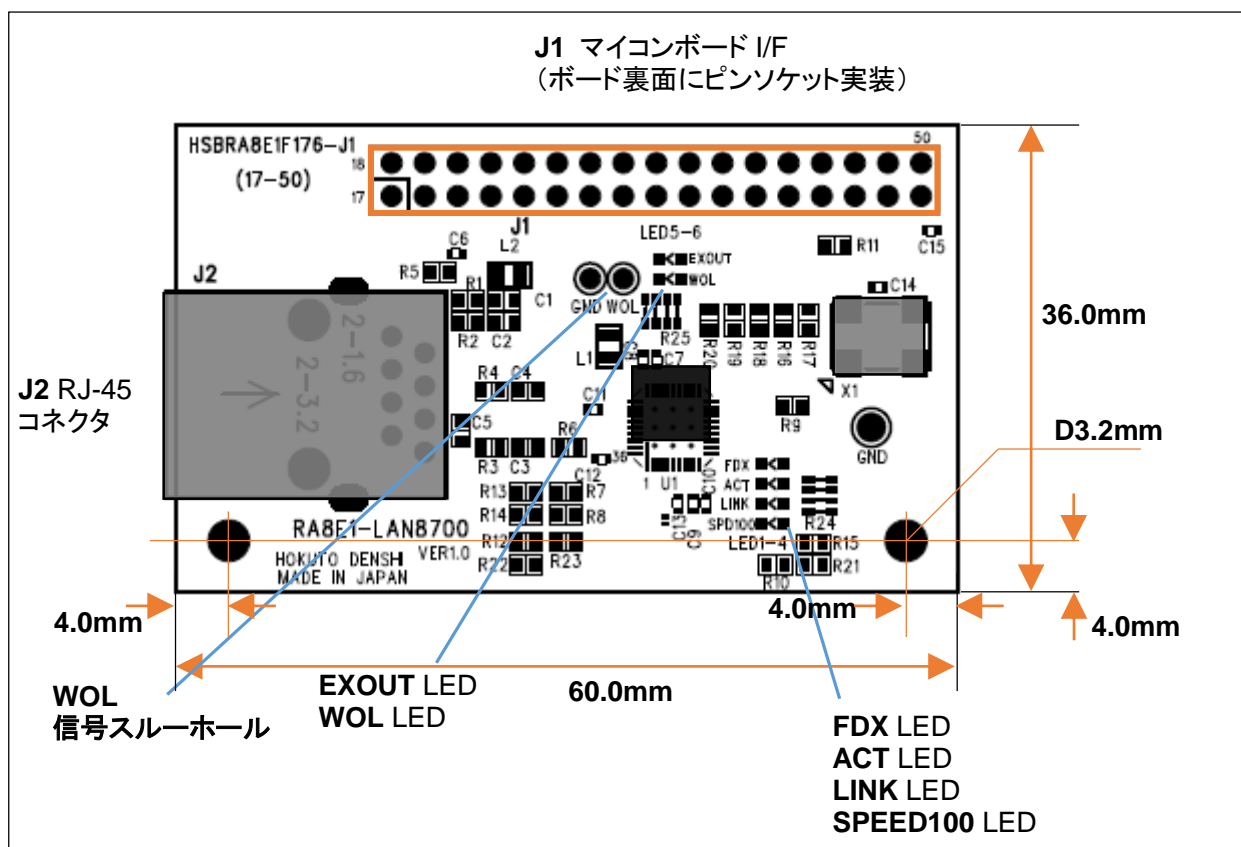 J1 マイコンボード I/F
（ボード裏面にピンソケット実装）
HSBRA8E1F176-J1
(17-50)
18
17
50
J1
LED5-6
EXOUT
WOL
GND WOL
C6
L2
R5
R1
C1
R2
C2
R11
C15
C14
J2
2-1.6
2-3.2
36.0mm
R25
R20
R19
R18
R16
R17
L1
C7
X1
R4
C4
C11
J2 RJ-45
コネクタ
C5
R9
GND
D3.2mm
R6
R3
C3
C12
36
1
U1
C10
FDX
ACT
LINK
SPD100
R13
R7
R14
R8
R12
R23
R22
C13
C9
R24
LED1-4
R15
R21
R10
RA8E1-LAN8700
VER1.0
HOKUTO DENSHI
MADE IN JAPAN
4.0mm
4.0mm
4.0mm
60.0mm
WOL
信号スルーホール
EXOUT LED
WOL LED
FDX LED
ACT LED
LINK LED
SPEED100 LED